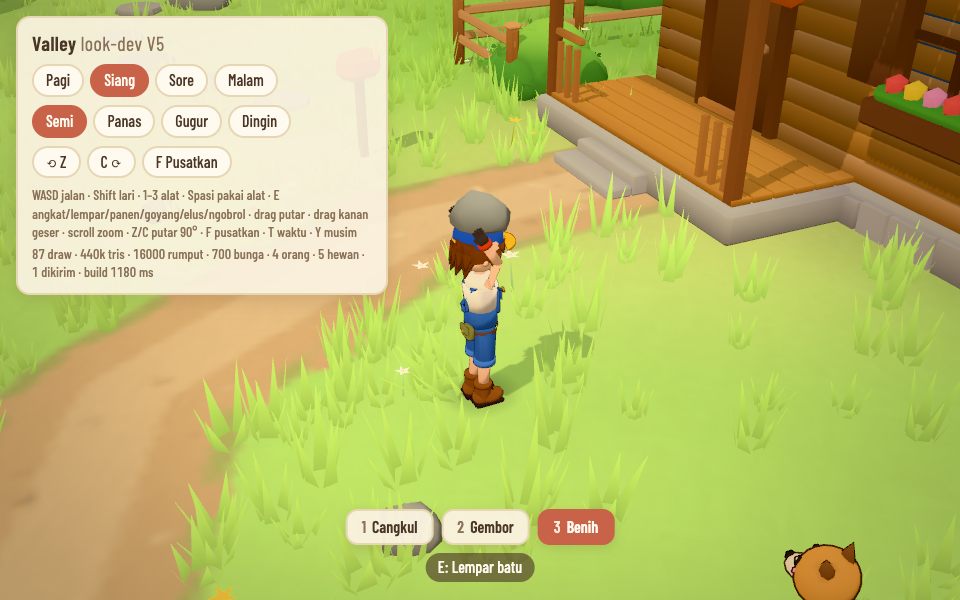 Valley look-dev V5
Pagi Siang Sore Malam
Semi Panas Gugur Dingin
⟲ Z C ⟳ F Pusatkan
WASD jalan · Shift lari · 1–3 alat · Spasi pakai alat · E
angkat/lempar/panen/goyang/elus/ngobrol · drag putar · drag kanan
geser · scroll zoom · Z/C putar 90° · F pusatkan · T waktu · Y musim
87 draw · 440k tris · 16000 rumput · 700 bunga · 4 orang · 5 hewan ·
1 dikirim · build 1180 ms
1 Cangkul 2 Gembor 3 Benih
E: Lempar batu